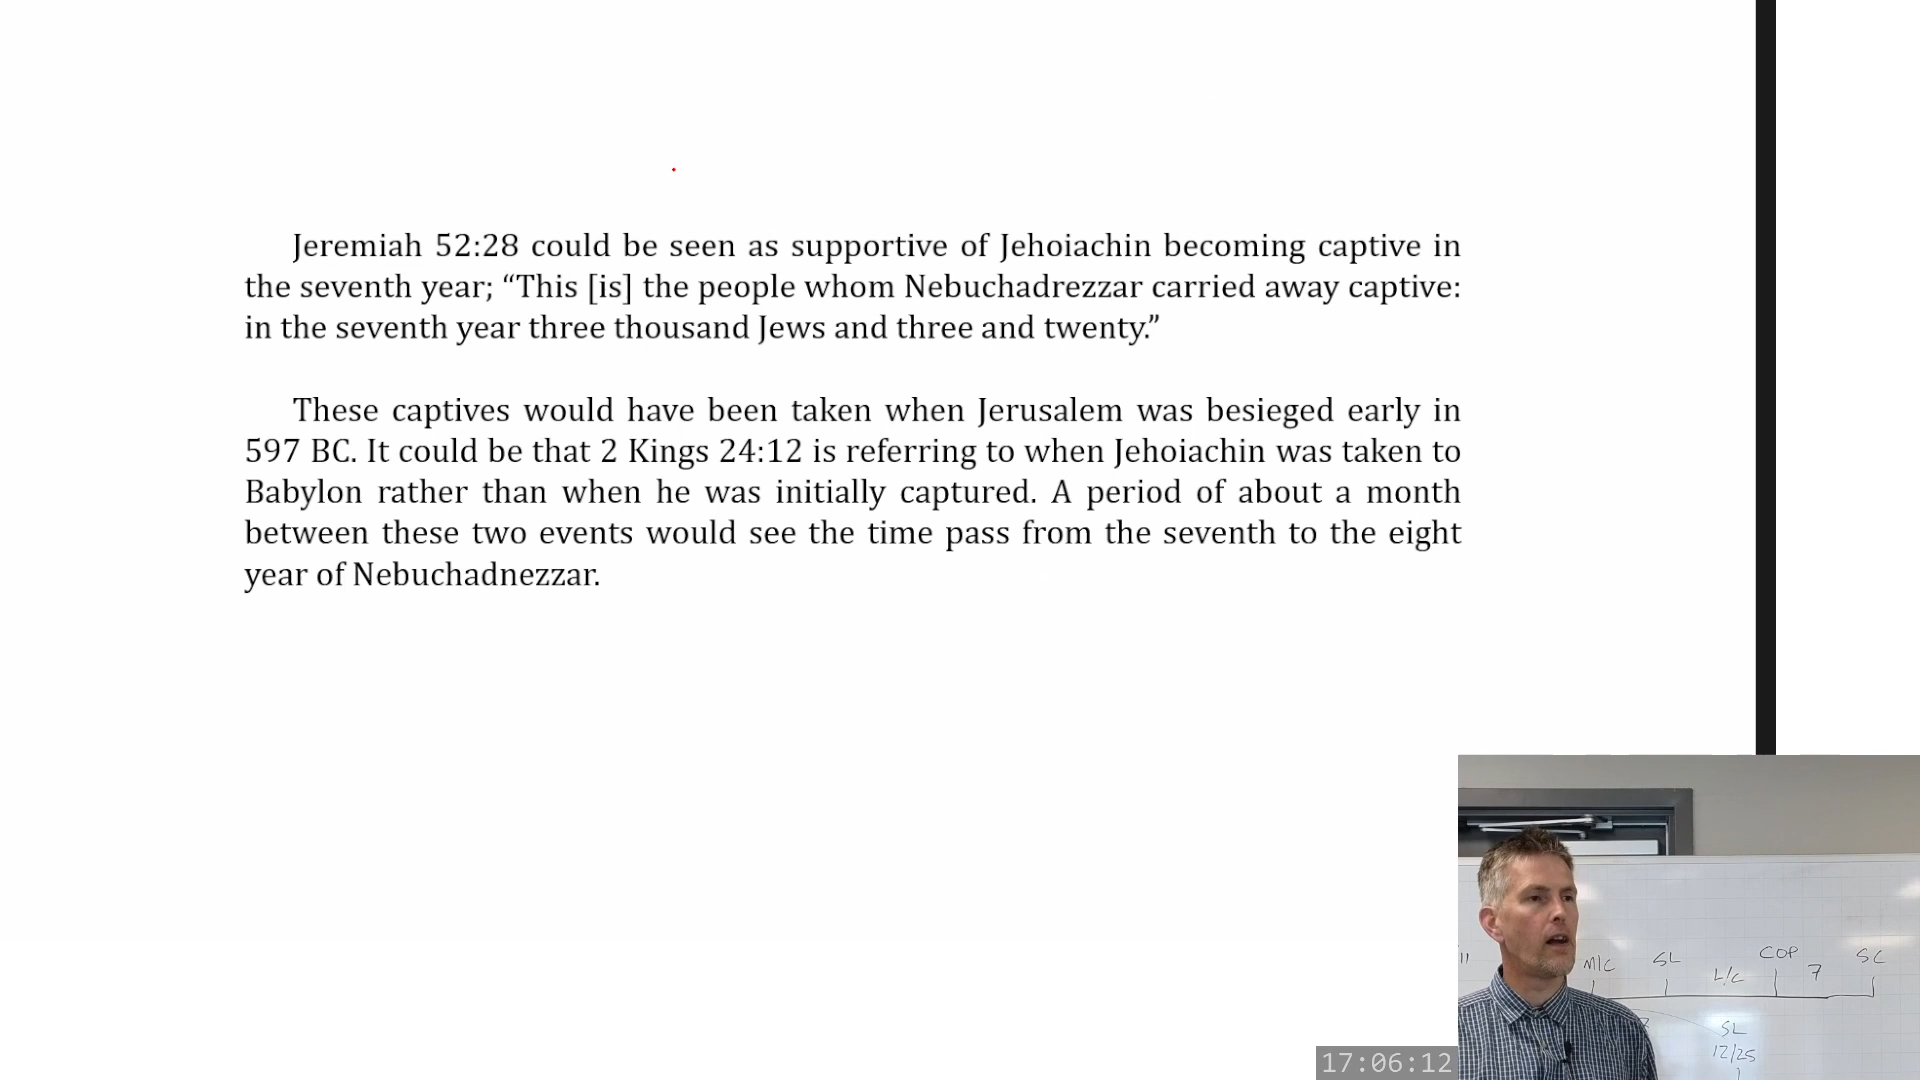 Jeremiah 52:28 could be seen as supportive of Jehoiachin becoming captive in
the seventh year; “This [is] the people whom Nebuchadrezzar carried away captive:
in the seventh year three thousand Jews and three and twenty.”
These captives would have been taken when Jerusalem was besieged early in
597 BC. It could be that 2 Kings 24:12 is referring to when Jehoiachin was taken to
Babylon rather than when he was initially captured. A period of about a month
between these two events would see the time pass from the seventh to the eight
year of Nebuchadnezzar.
M/C SL L/C COP 7 SC
SL
12/25
17:06:12